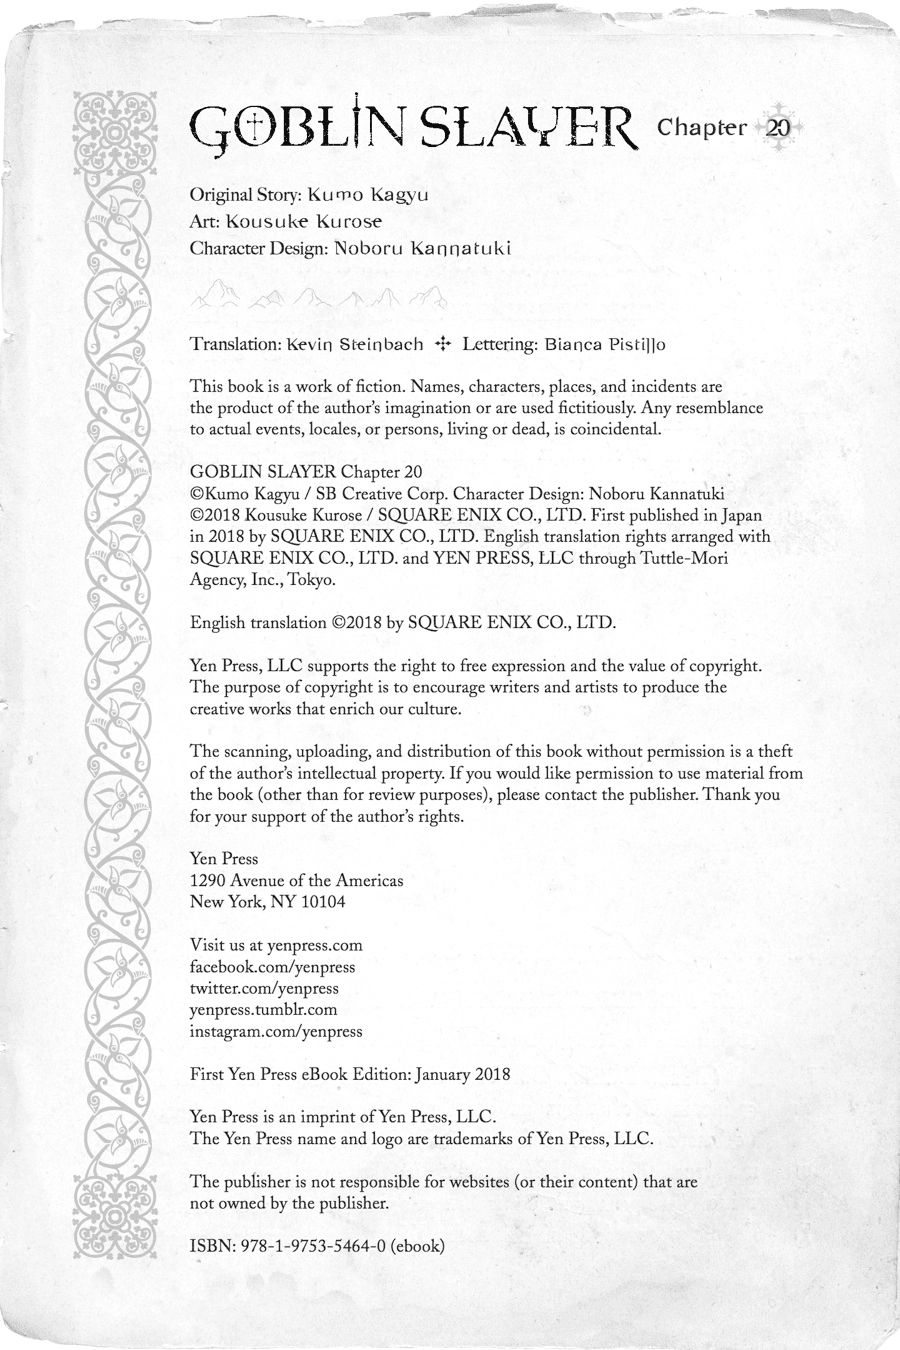 GOBLIN SLAYER Chapter 20
Original Story: Kumo Kagyu
Art: Kousuke Kurose
Character Design: Noboru Kannatuki
Translation: Kevin Steinbach Lettering: Bianca Pistillo
This book is a work of fiction. Names, characters, places, and incidents are
the product of the author's imagination or are used fictitiously. Any resemblance
to actual events, locales, or persons, living or dead, is coincidental.
GOBLIN SLAYER Chapter 20
©Kumo Kagyu / SB Creative Corp. Character Design: Noboru Kannatuki
©2018 Kousuke Kurose / SQUARE ENIX CO., LTD. First published in Japan
in 2018 by SQUARE ENIX CO., LTD. English translation rights arranged with
SQUARE ENIX CO., LTD. and YEN PRESS, LLC through Tuttle-Mori
Agency, Inc., Tokyo.
English translation ©2018 by SQUARE ENIX CO., LTD.
Yen Press, LLC supports the right to free expression and the value of copyright.
The purpose of copyright is to encourage writers and artists to produce the
creative works that enrich our culture.
The scanning, uploading, and distribution of this book without permission is a theft
of the author's intellectual property. If you would like permission to use material from
the book (other than for review purposes), please contact the publisher. Thank you
for your support of the author's rights.
Yen Press
1290 Avenue of the Americas
New York, NY 10104
Visit us at yenpress.com
facebook.com/yenpress
twitter.com/yenpress
yenpress.tumblr.com
instagram.com/yenpress
First Yen Press eBook Edition: January 2018
Yen Press is an imprint of Yen Press, LLC.
The Yen Press name and logo are trademarks of Yen Press, LLC.
The publisher is not responsible for websites (or their content) that are
not owned by the publisher.
ISBN: 978-1-9753-5464-0 (ebook)